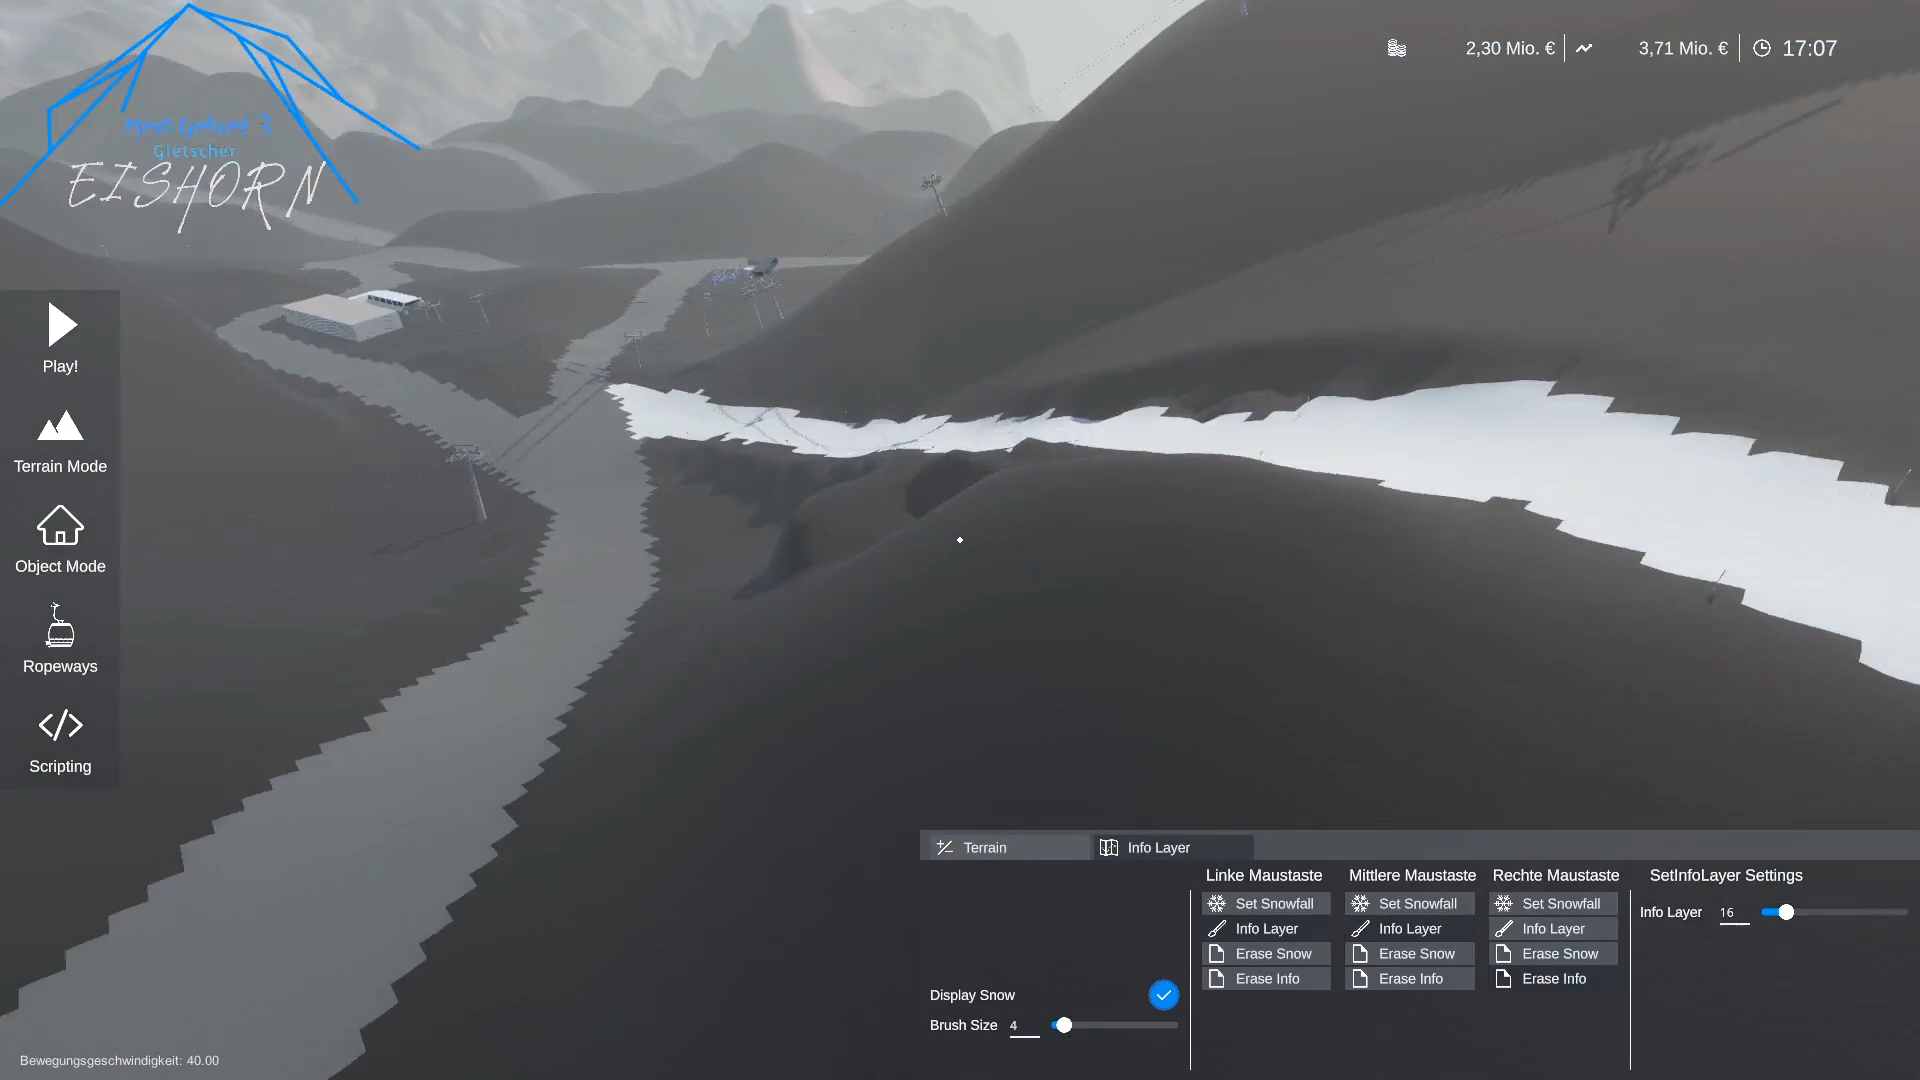 Mein Gebiet 3
Gletscher
EISHORN
2,30 Mio. €
3,71 Mio. €
17:07
Play!
Terrain Mode
Object Mode
Ropeways
Scripting
Terrain
Info Layer
Linke Maustaste
Mittlere Maustaste
Rechte Maustaste
SetInfoLayer Settings
Set Snowfall
Set Snowfall
Set Snowfall
Info Layer
Info Layer
Info Layer
Info Layer 16
Erase Snow
Erase Snow
Erase Snow
Erase Info
Erase Info
Erase Info
Display Snow
Brush Size 4
Bewegungsgeschwindigkeit: 40.00